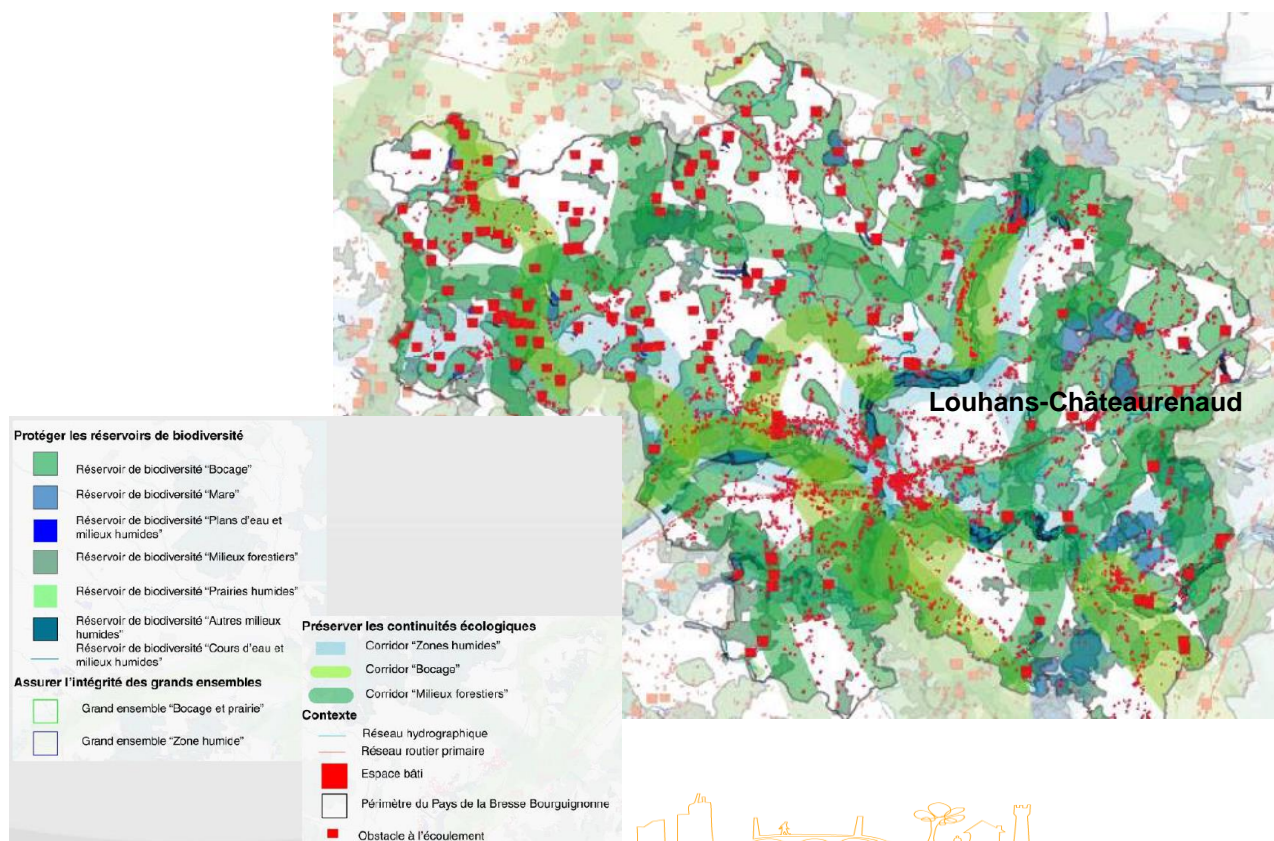 Louhans-Châteaurenaud
Protéger les réservoirs de biodiversité
Réservoir de biodiversité "Bocage"
Réservoir de biodiversité "Mare"
Réservoir de biodiversité "Plans d'eau et
milieux humides"
Réservoir de biodiversité "Milieux forestiers"
Réservoir de biodiversité "Prairies humides"
Réservoir de biodiversité "Autres milieux
humides"
Réservoir de biodiversité "Cours d'eau et
milieux humides"
Assurer l'intégrité des grands ensembles
Grand ensemble "Bocage et prairie"
Grand ensemble "Zone humide"
Préserver les continuités écologiques
Corridor "Zones humides"
Corridor "Bocage"
Corridor "Milieux forestiers"
Contexte
Réseau hydrographique
Réseau routier primaire
Espace bâti
Périmètre du Pays de la Bresse Bourguignonne
Obstacle à l'écoulement